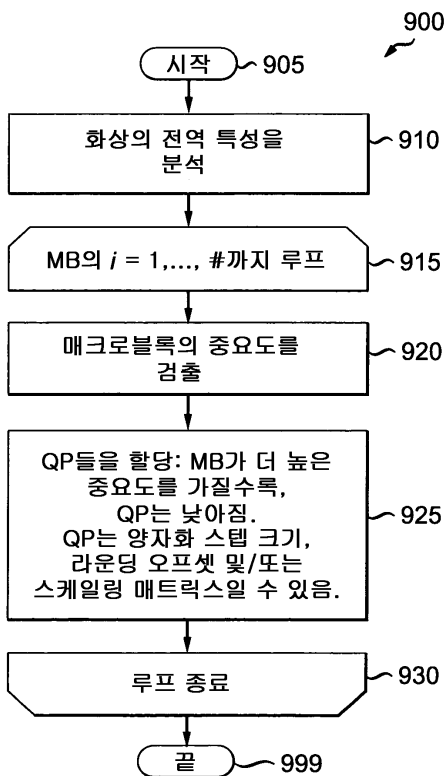 900
시작
905
화상의 전역 특성을
분석
910
MB의 i = 1,..., #까지 루프
915
매크로블록의 중요도를
검출
920
QP들을 할당: MB가 더 높은
중요도를 가질수록,
QP는 낮아짐.
QP는 양자화 스텝 크기,
라운딩 오프셋 및/또는
스케일링 매트릭스일 수 있음.
925
루프 종료
930
끝
999